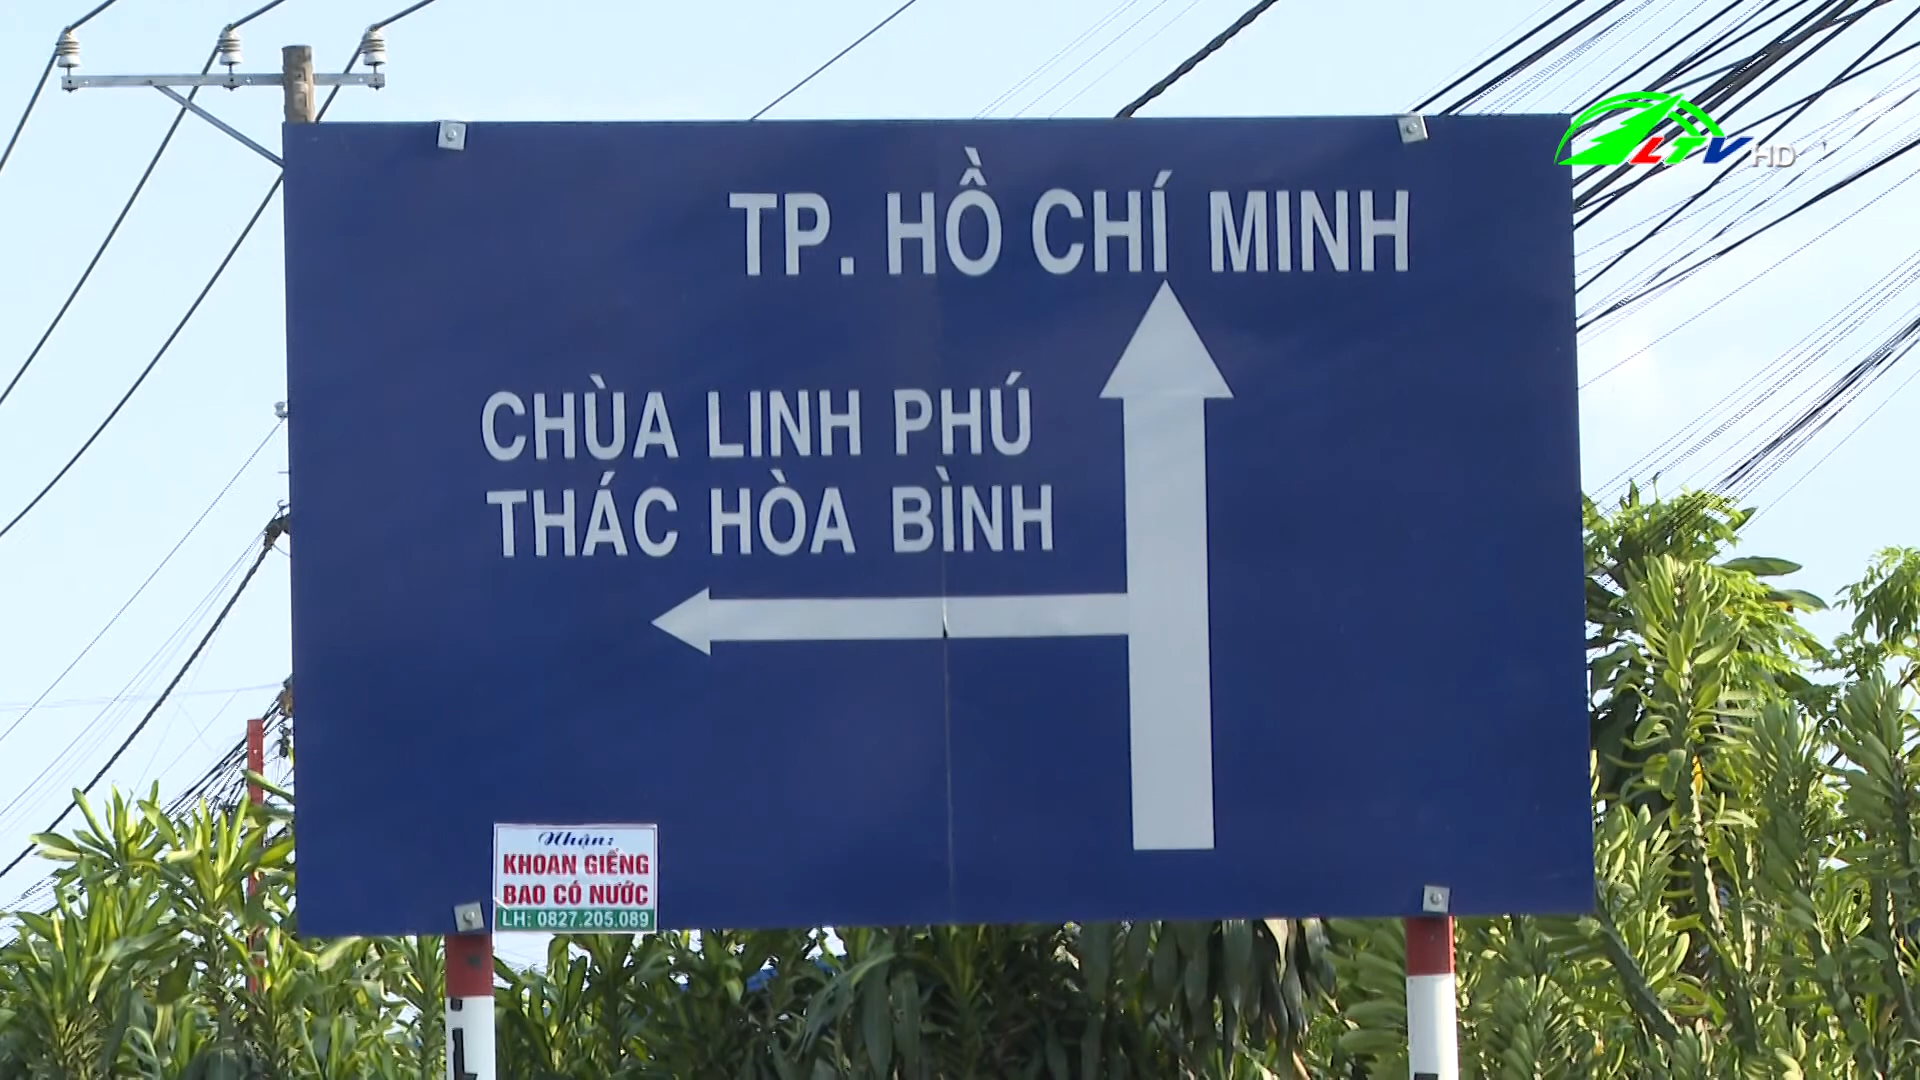 LTV HD
TP. HỒ CHÍ MINH
CHÙA LINH PHÚ
THÁC HÒA BÌNH
Nhận:
KHOAN GIẾNG
BAO CÓ NƯỚC
LH: 0827.205.089